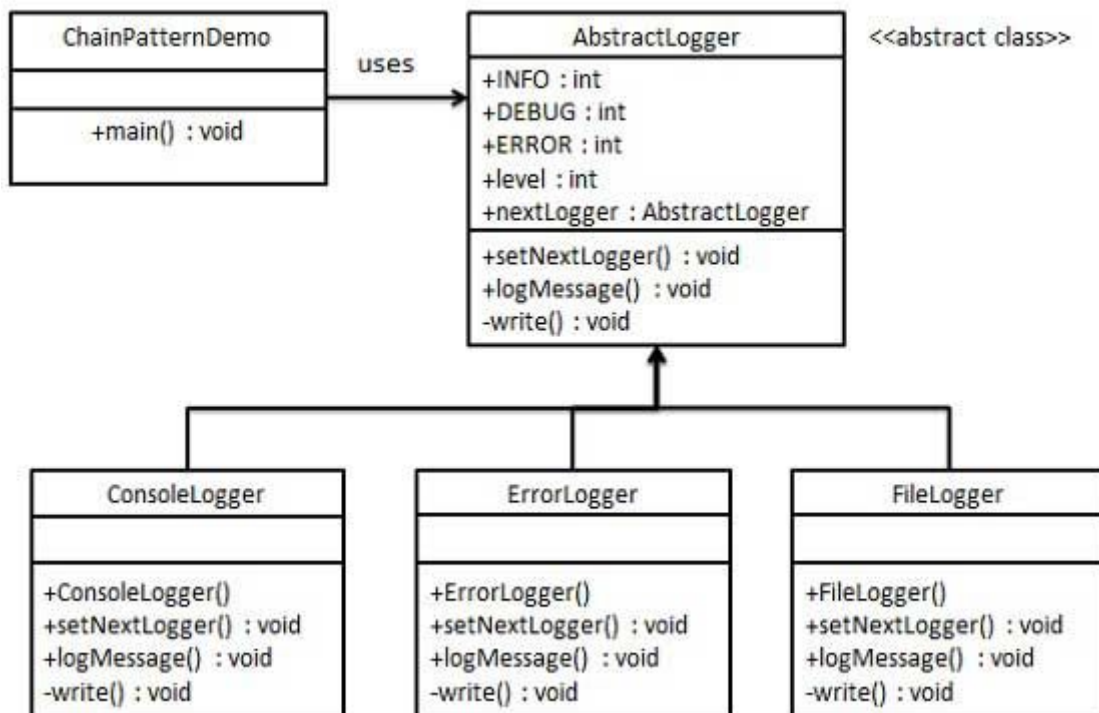 ChainPatternDemo
+main() : void
uses
AbstractLogger
<<abstract class>>
+INFO : int
+DEBUG : int
+ERROR : int
+level : int
+nextLogger : AbstractLogger
+setNextLogger() : void
+logMessage() : void
-write() : void
ConsoleLogger
+ConsoleLogger()
+setNextLogger() : void
+logMessage() : void
-write() : void
ErrorLogger
+ErrorLogger()
+setNextLogger() : void
+logMessage() : void
-write() : void
FileLogger
+FileLogger()
+setNextLogger() : void
+logMessage() : void
-write() : void